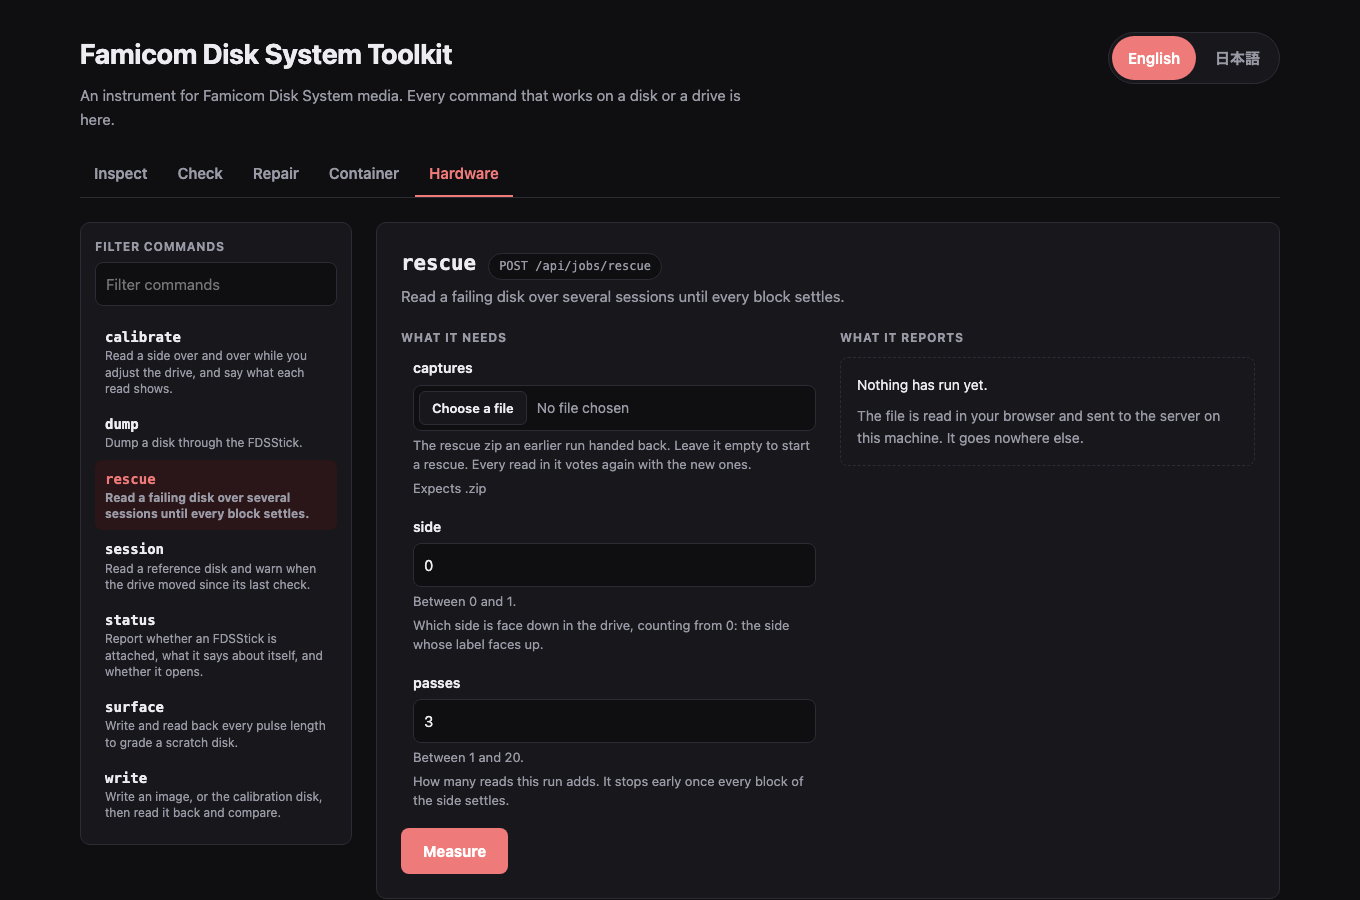 Famicom Disk System Toolkit
English
日本語
An instrument for Famicom Disk System media. Every command that works on a disk or a drive is
here.
Inspect
Check
Repair
Container
Hardware
FILTER COMMANDS
Filter commands
calibrate
Read a side over and over while you
adjust the drive, and say what each
read shows.
dump
Dump a disk through the FDSStick.
rescue
Read a failing disk over several
sessions until every block settles.
session
Read a reference disk and warn when
the drive moved since its last check.
status
Report whether an FDSStick is
attached, what it says about itself, and
whether it opens.
surface
Write and read back every pulse length
to grade a scratch disk.
write
Write an image, or the calibration disk,
then read it back and compare.
rescue
POST /api/jobs/rescue
Read a failing disk over several sessions until every block settles.
WHAT IT NEEDS
captures
Choose a file
No file chosen
The rescue zip an earlier run handed back. Leave it empty to start
a rescue. Every read in it votes again with the new ones.
Expects .zip
side
0
Between 0 and 1.
Which side is face down in the drive, counting from 0: the side
whose label faces up.
passes
3
Between 1 and 20.
How many reads this run adds. It stops early once every block of
the side settles.
Measure
WHAT IT REPORTS
Nothing has run yet.
The file is read in your browser and sent to the server on
this machine. It goes nowhere else.